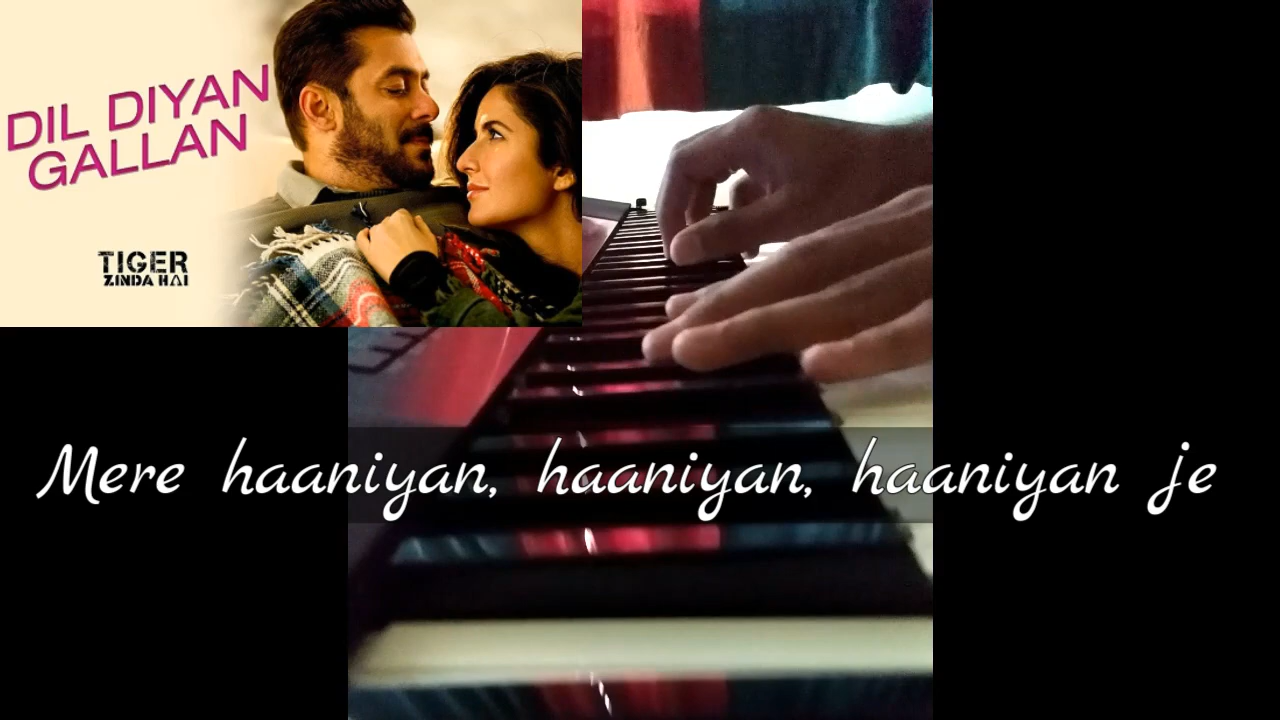 DIL DIYAN
GALLAN
TIGER
ZINDA HAI
Mere haaniyan, haaniyan, haaniyan je